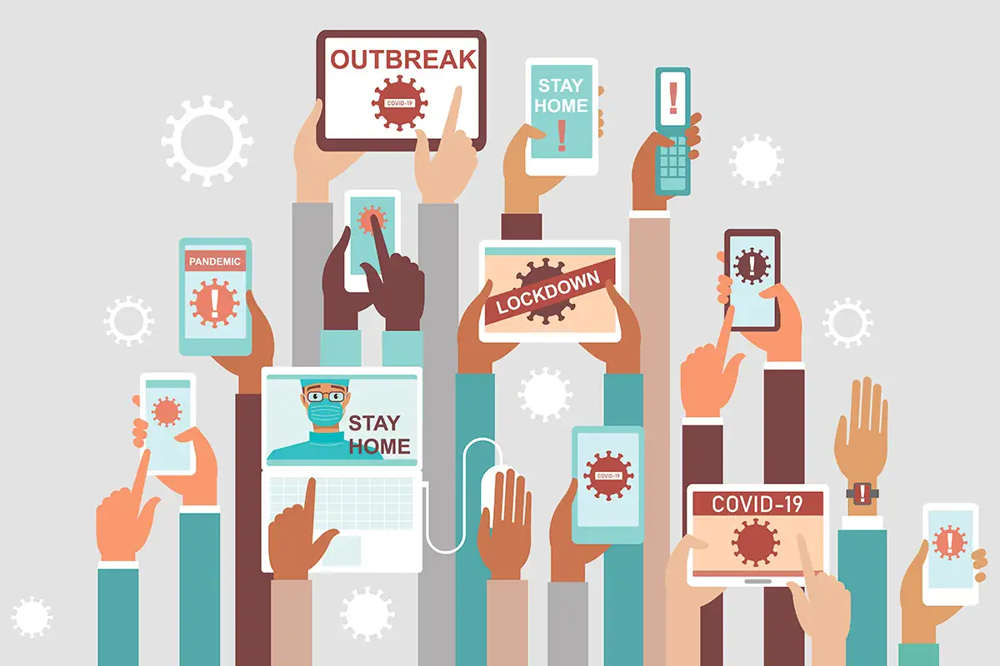 OUTBREAK
COVID-19
STAY
HOME
!
!
PANDEMIC
!
LOCKDOWN
!
STAY
HOME
COVID-19
COVID-19
!
!